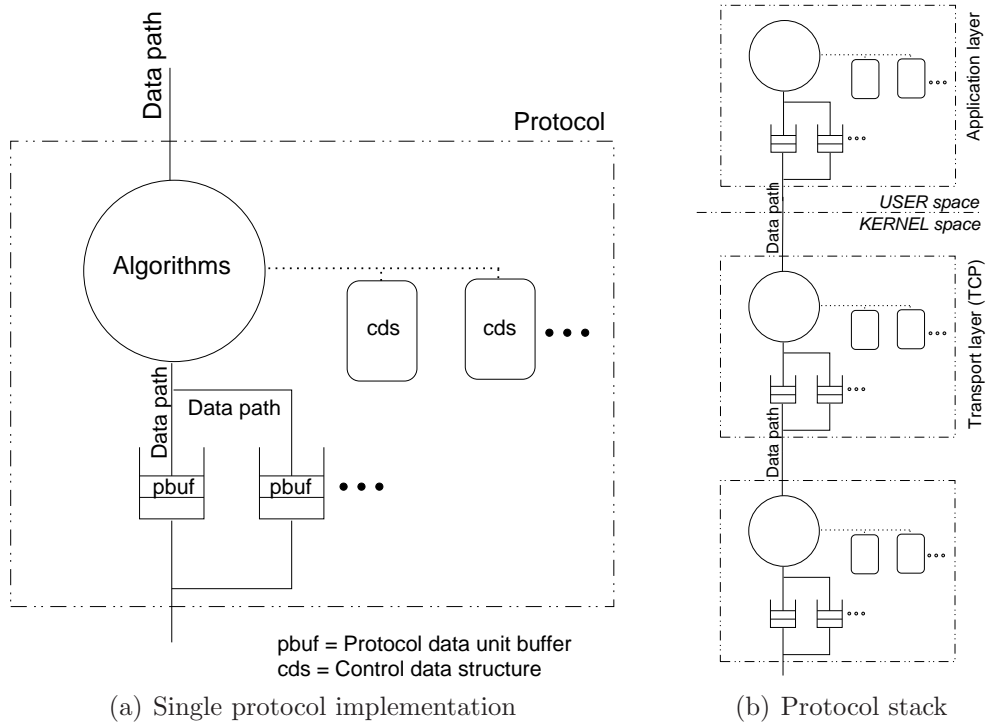 Data path
Protocol
Algorithms
cds
cds
Data path
Data path
pbuf
pbuf
pbuf = Protocol data unit buffer
cds = Control data structure
(a) Single protocol implementation
Application layer
Data path
USER space
KERNEL space
Transport layer (TCP)
Data path
(b) Protocol stack